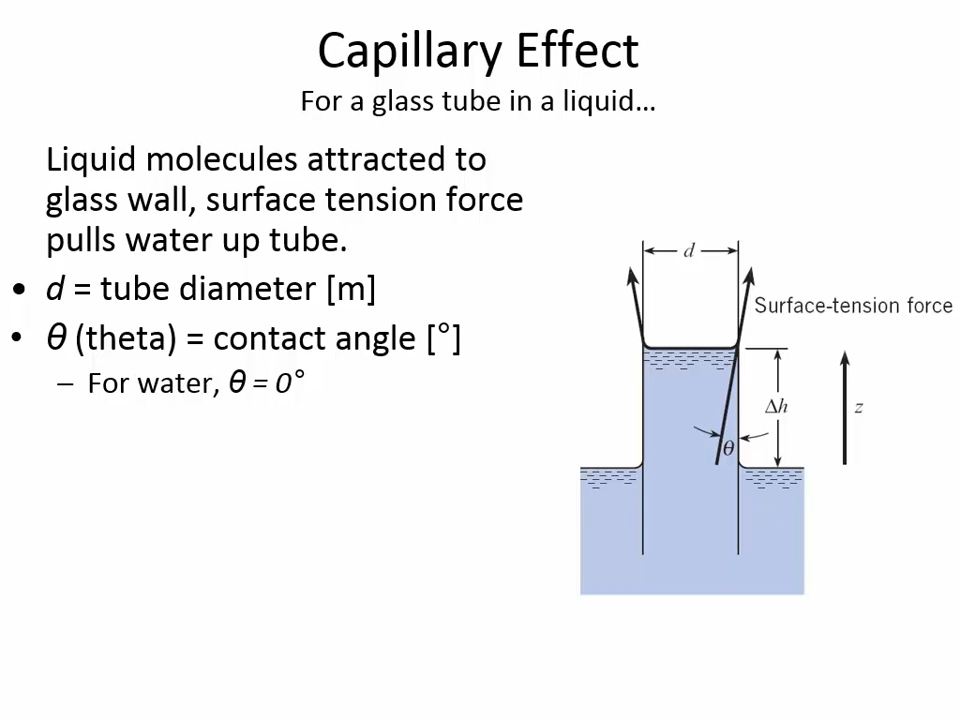 Capillary Effect
For a glass tube in a liquid…
Liquid molecules attracted to
glass wall, surface tension force
pulls water up tube.
• d = tube diameter [m]
• θ (theta) = contact angle [°]
– For water, θ = 0°
d
Surface-tension force
Δh
z
θ